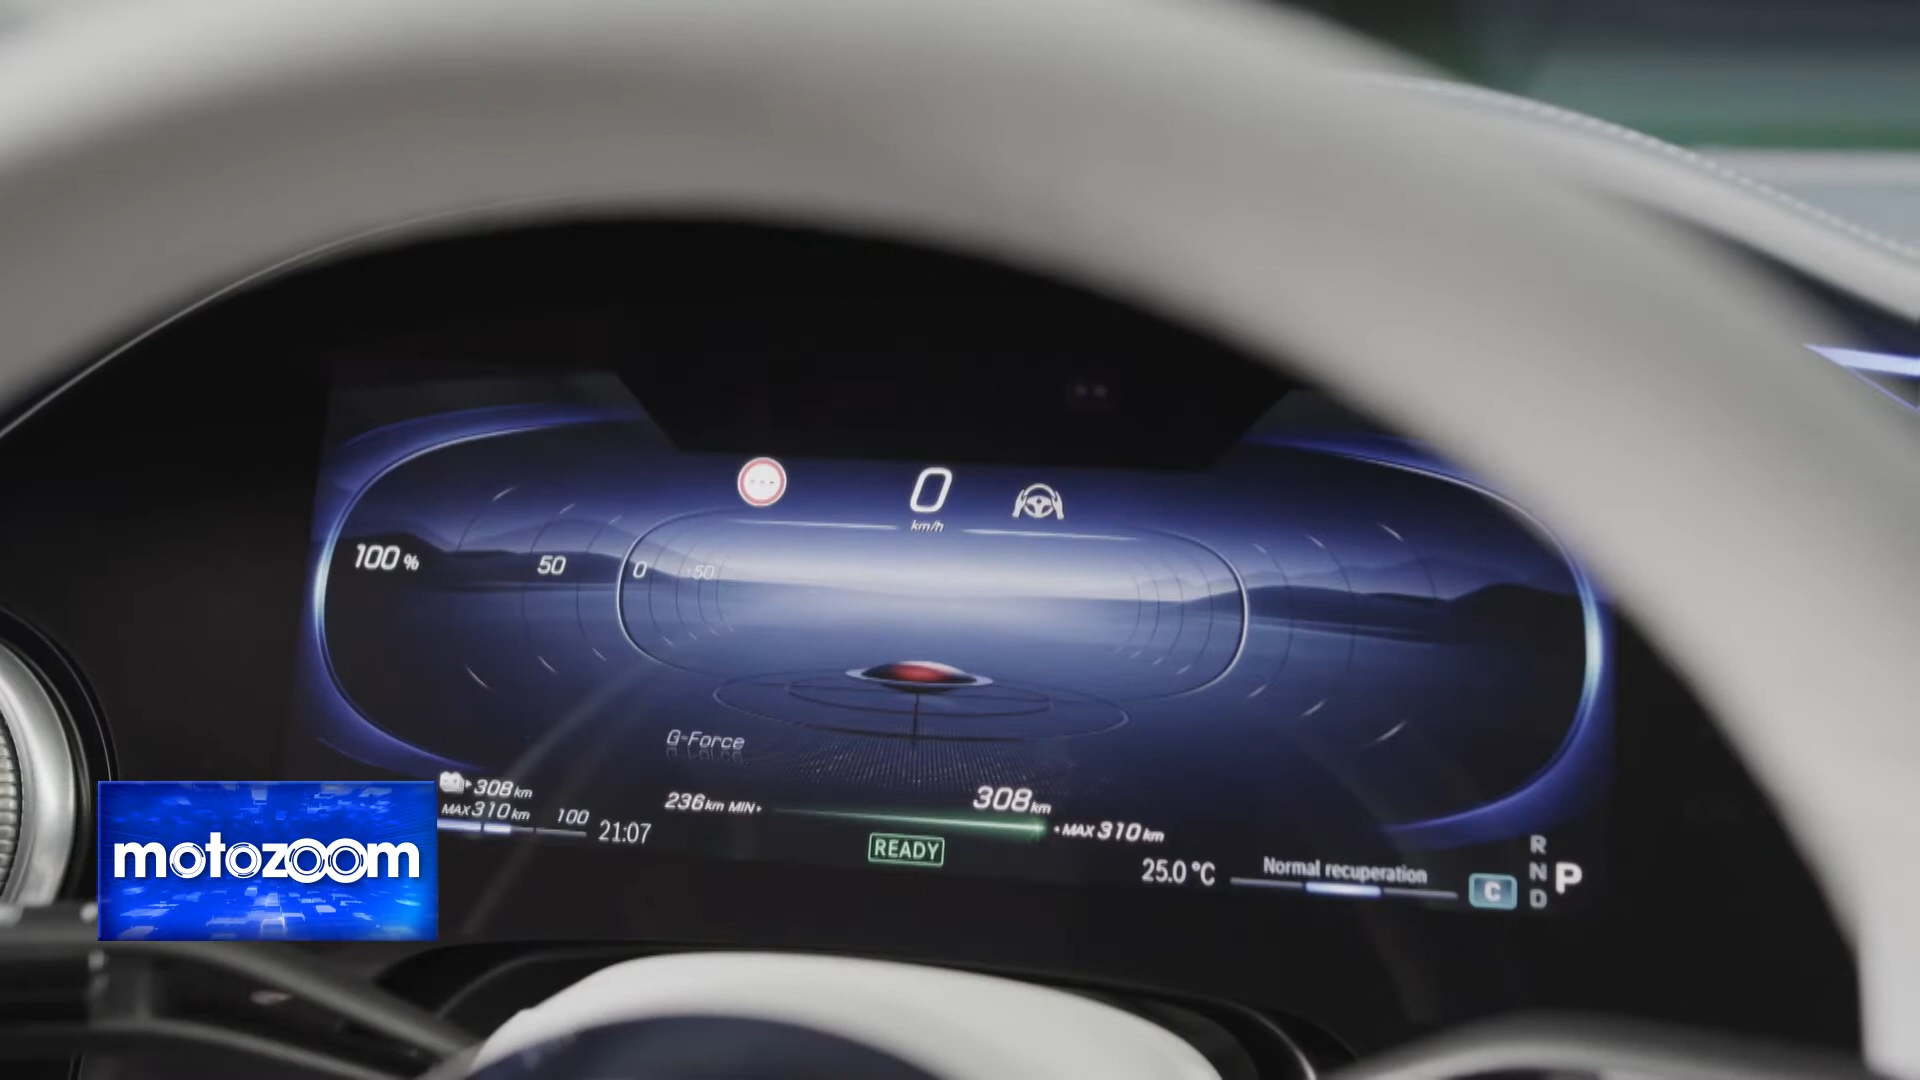 0
km/h
100 %
50
0
-50
G-Force
308 km
MAX 310 km
100
21:07
236 km MIN
308 km
MAX 310 km
READY
25.0 °C
Normal recuperation
C
R
N
D
P
motozoom